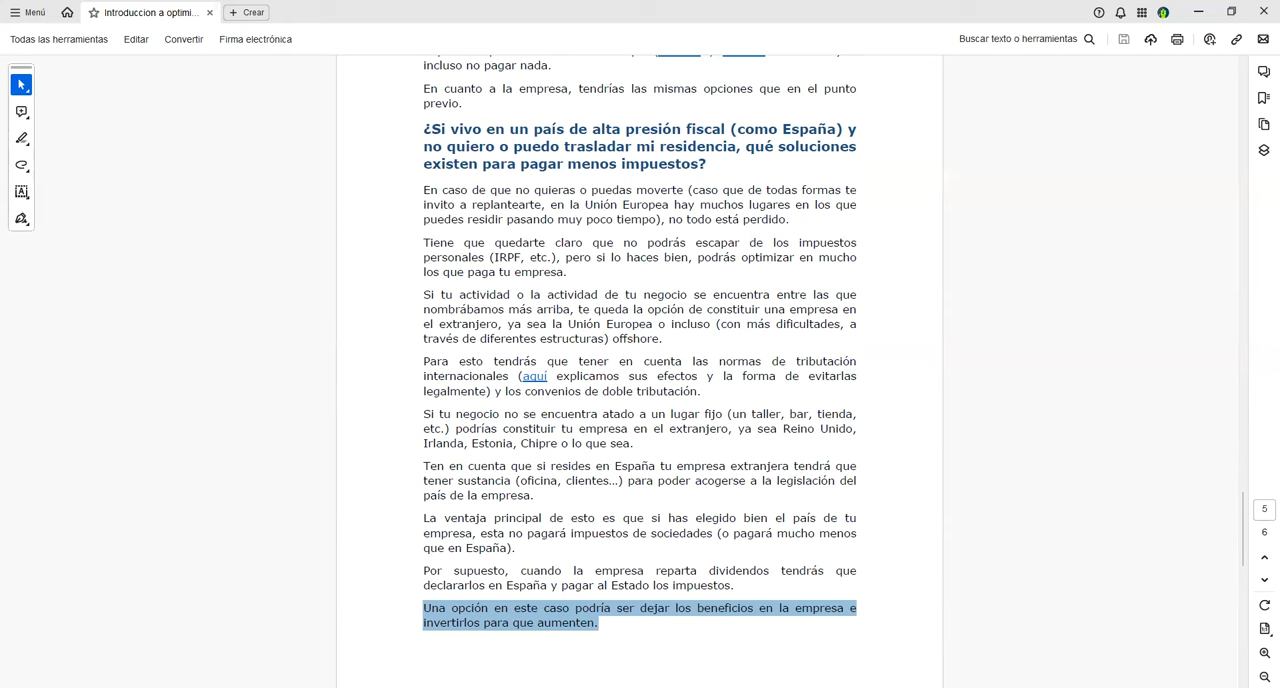 Menú
Introduccion a optimi...
Crear
Todas las herramientas
Editar
Convertir
Firma electrónica
Buscar texto o herramientas
incluso no pagar nada.
En cuanto a la empresa, tendrías las mismas opciones que en el punto
previo.
¿Si vivo en un país de alta presión fiscal (como España) y
no quiero o puedo trasladar mi residencia, qué soluciones
existen para pagar menos impuestos?
En caso de que no quieras o puedas moverte (caso que de todas formas te
invito a replantearte, en la Unión Europea hay muchos lugares en los que
puedes residir pasando muy poco tiempo), no todo está perdido.
Tiene que quedarte claro que no podrás escapar de los impuestos
personales (IRPF, etc.), pero si lo haces bien, podrás optimizar en mucho
los que paga tu empresa.
Si tu actividad o la actividad de tu negocio se encuentra entre las que
nombrábamos más arriba, te queda la opción de constituir una empresa en
el extranjero, ya sea la Unión Europea o incluso (con más dificultades, a
través de diferentes estructuras) offshore.
Para esto tendrás que tener en cuenta las normas de tributación
internacionales (aquí explicamos sus efectos y la forma de evitarlas
legalmente) y los convenios de doble tributación.
Si tu negocio no se encuentra atado a un lugar fijo (un taller, bar, tienda,
etc.) podrías constituir tu empresa en el extranjero, ya sea Reino Unido,
Irlanda, Estonia, Chipre o lo que sea.
Ten en cuenta que si resides en España tu empresa extranjera tendrá que
tener sustancia (oficina, clientes...) para poder acogerse a la legislación del
país de la empresa.
La ventaja principal de esto es que si has elegido bien el país de tu
empresa, esta no pagará impuestos de sociedades (o pagará mucho menos
que en España).
Por supuesto, cuando la empresa reparta dividendos tendrás que
declararlos en España y pagar al Estado los impuestos.
Una opción en este caso podría ser dejar los beneficios en la empresa e
invertirlos para que aumenten.
5
6